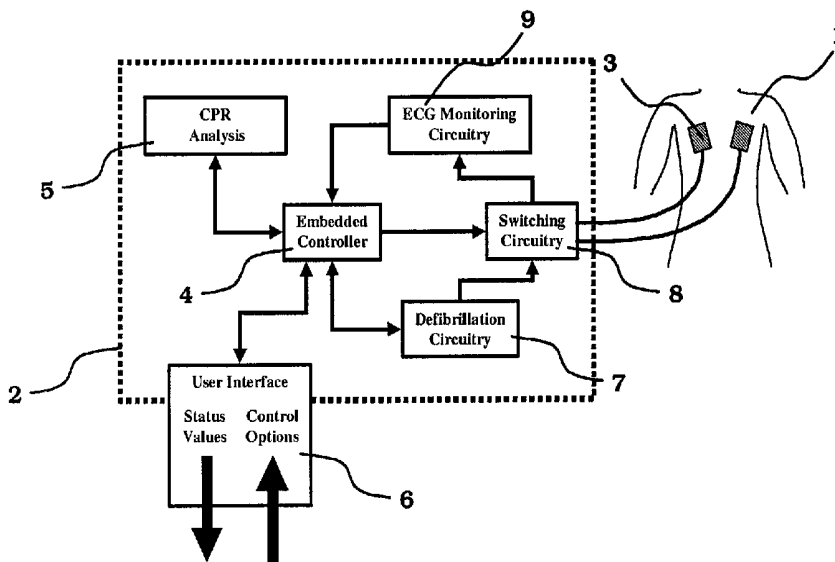 9
1
3
CPR
Analysis
ECG Monitoring
Circuitry
5
Embedded
Controller
Switching
Circuitry
4
8
Defibrillation
Circuitry
2
User Interface
7
Status
Values
Control
Options
6